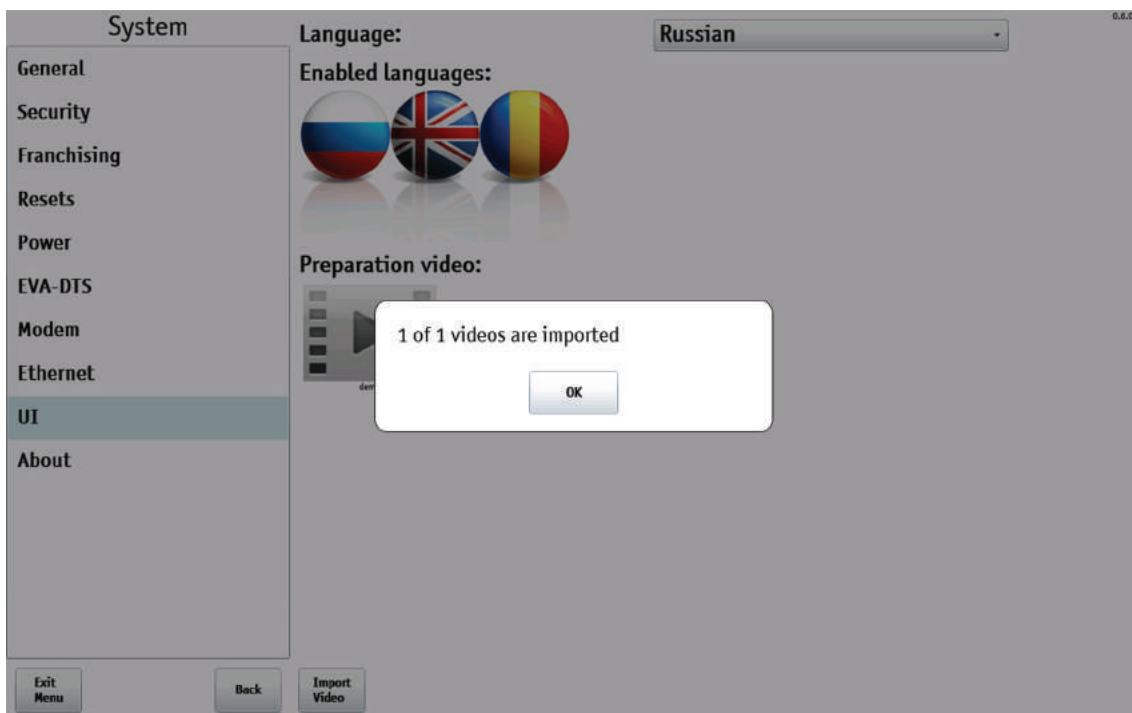 System
General
Security
Franchising
Resets
Power
EVA-DTS
Modem
Ethernet
UI
About
Language:
Russian
0.6.0
Enabled languages:
Preparation video:
1 of 1 videos are imported
OK
Exit
Menu
Back
Import
Video